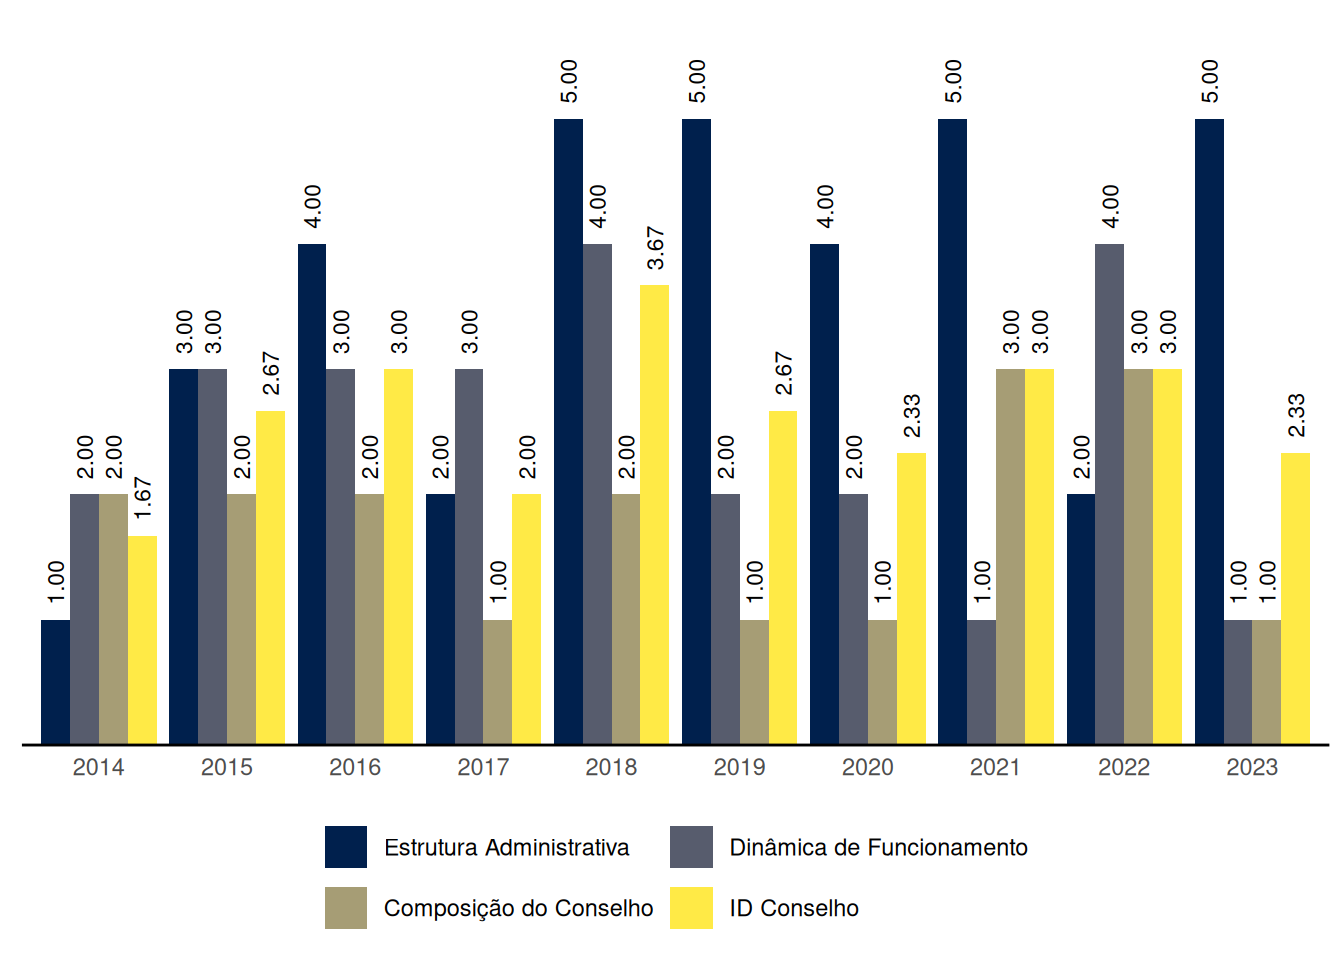 5.00 5.00 5.00 5.00
4.00 4.00 4.00 4.00
3.67
3.00 3.00 3.00 3.00 3.00 3.00 3.00 3.00 3.00
2.67 2.67
2.33 2.33
2.00 2.00 2.00 2.00 2.00 2.00 2.00 2.00 2.00 2.00
1.67
1.00 1.00 1.00 1.00 1.00 1.00 1.00
2014 2015 2016 2017 2018 2019 2020 2021 2022 2023
Estrutura Administrativa Dinâmica de Funcionamento
Composição do Conselho ID Conselho